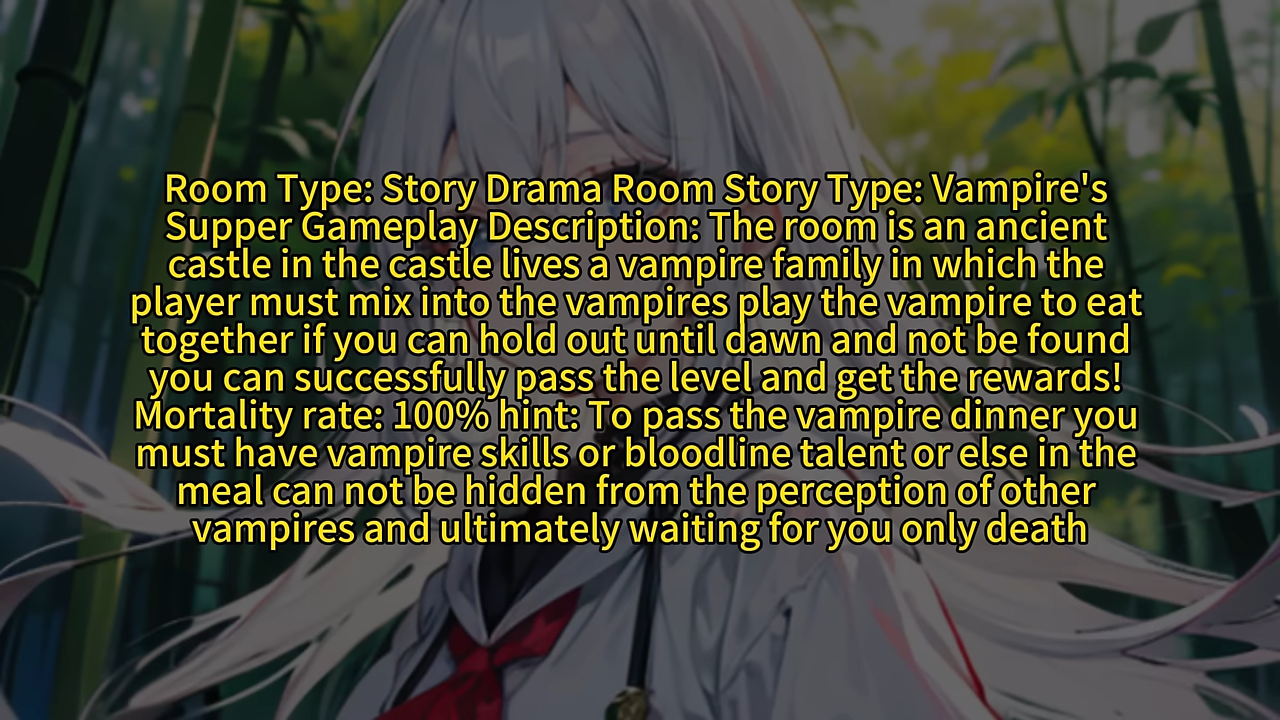 Room Type: Story Drama Room Story Type: Vampire's
Supper Gameplay Description: The room is an ancient
castle in the castle lives a vampire family in which the
player must mix into the vampires play the vampire to eat
together if you can hold out until dawn and not be found
you can successfully pass the level and get the rewards!
Mortality rate: 100% hint: To pass the vampire dinner you
must have vampire skills or bloodline talent or else in the
meal can not be hidden from the perception of other
vampires and ultimately waiting for you only death